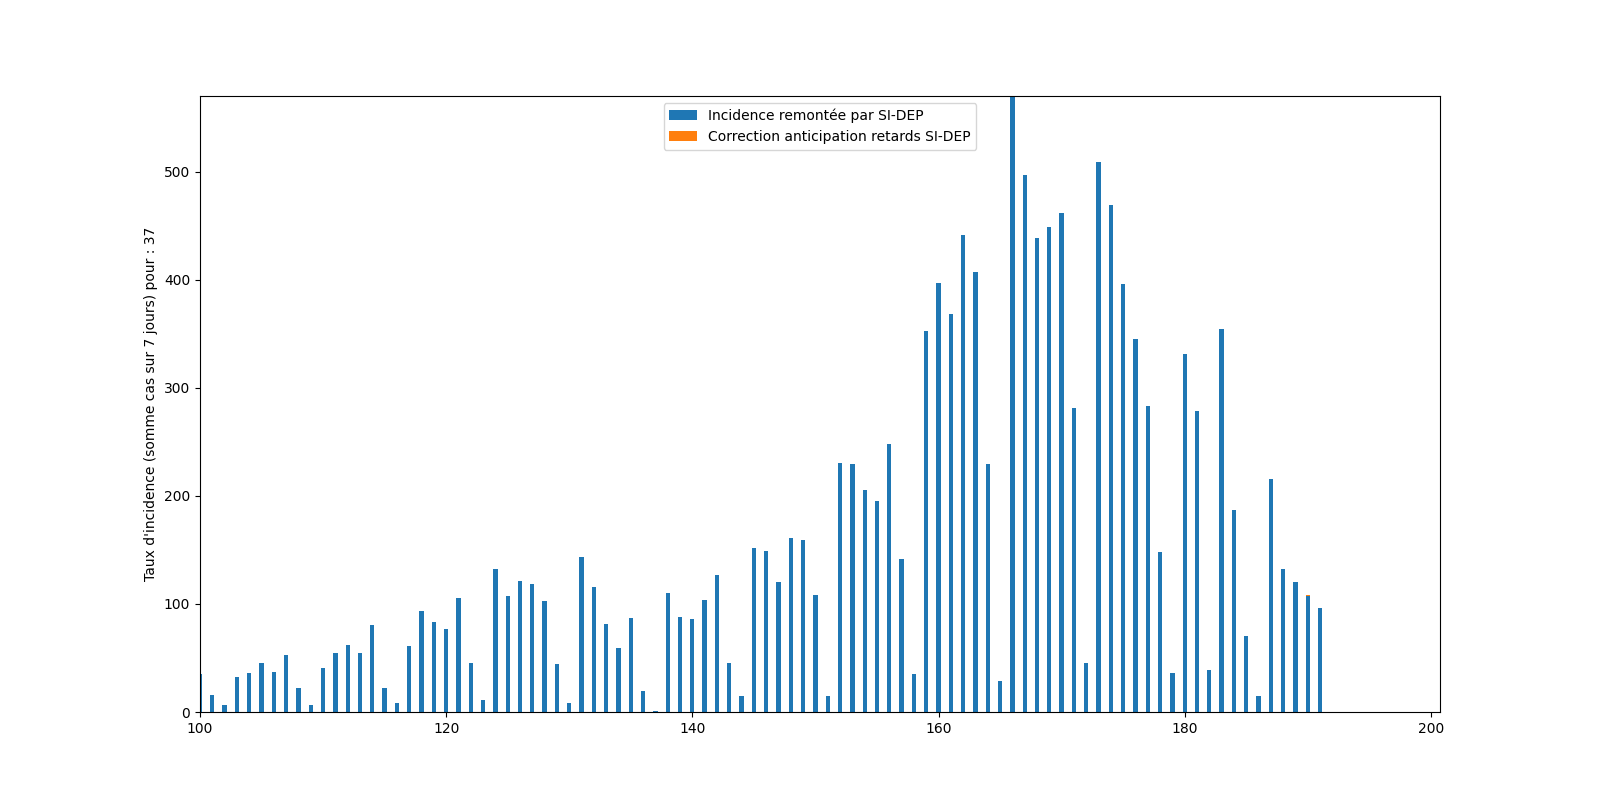 Incidence remontée par SI-DEP
Correction anticipation retards SI-DEP
Taux d'incidence (somme cas sur 7 jours) pour : 37
500
400
300
200
100
0
100 120 140 160 180 200